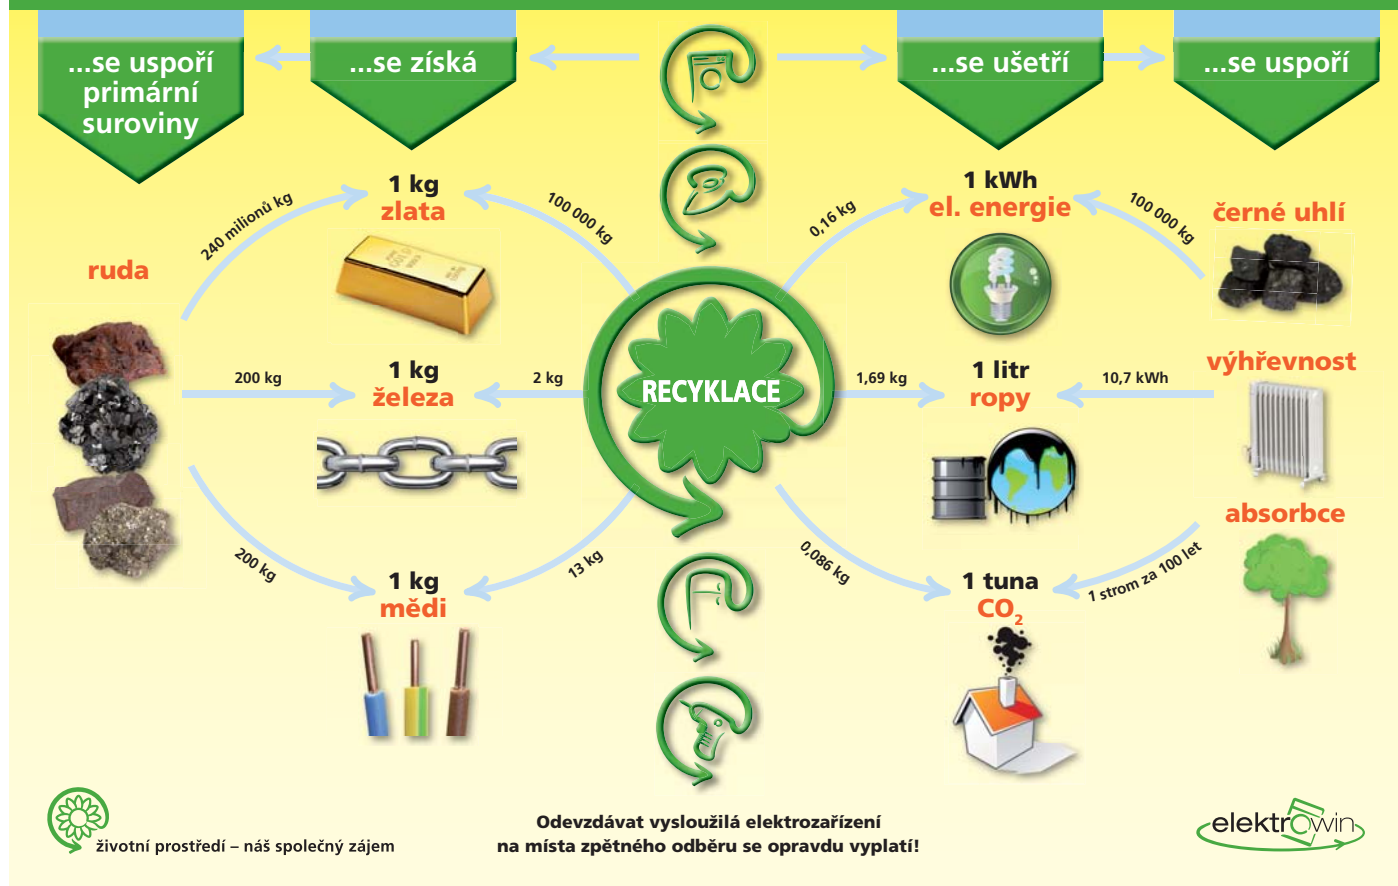 ...se uspoří
primární
suroviny
...se získá
...se ušetří
...se uspoří
240 milionů kg
1 kg
zlata
100 000 kg
0,16 kg
1 kWh
el. energie
100 000 kg
černé uhlí
ruda
200 kg
1 kg
železa
2 kg
RECYKLACE
1,69 kg
1 litr
ropy
10,7 kWh
výhřevnost
absorbce
200 kg
1 kg
mědi
13 kg
0,086 kg
1 tuna
CO2
1 strom za 100 let
životní prostředí – náš společný zájem
Odevzdávat vysloužilá elektrozařízení
na místa zpětného odběru se opravdu vyplatí!
elektrowin